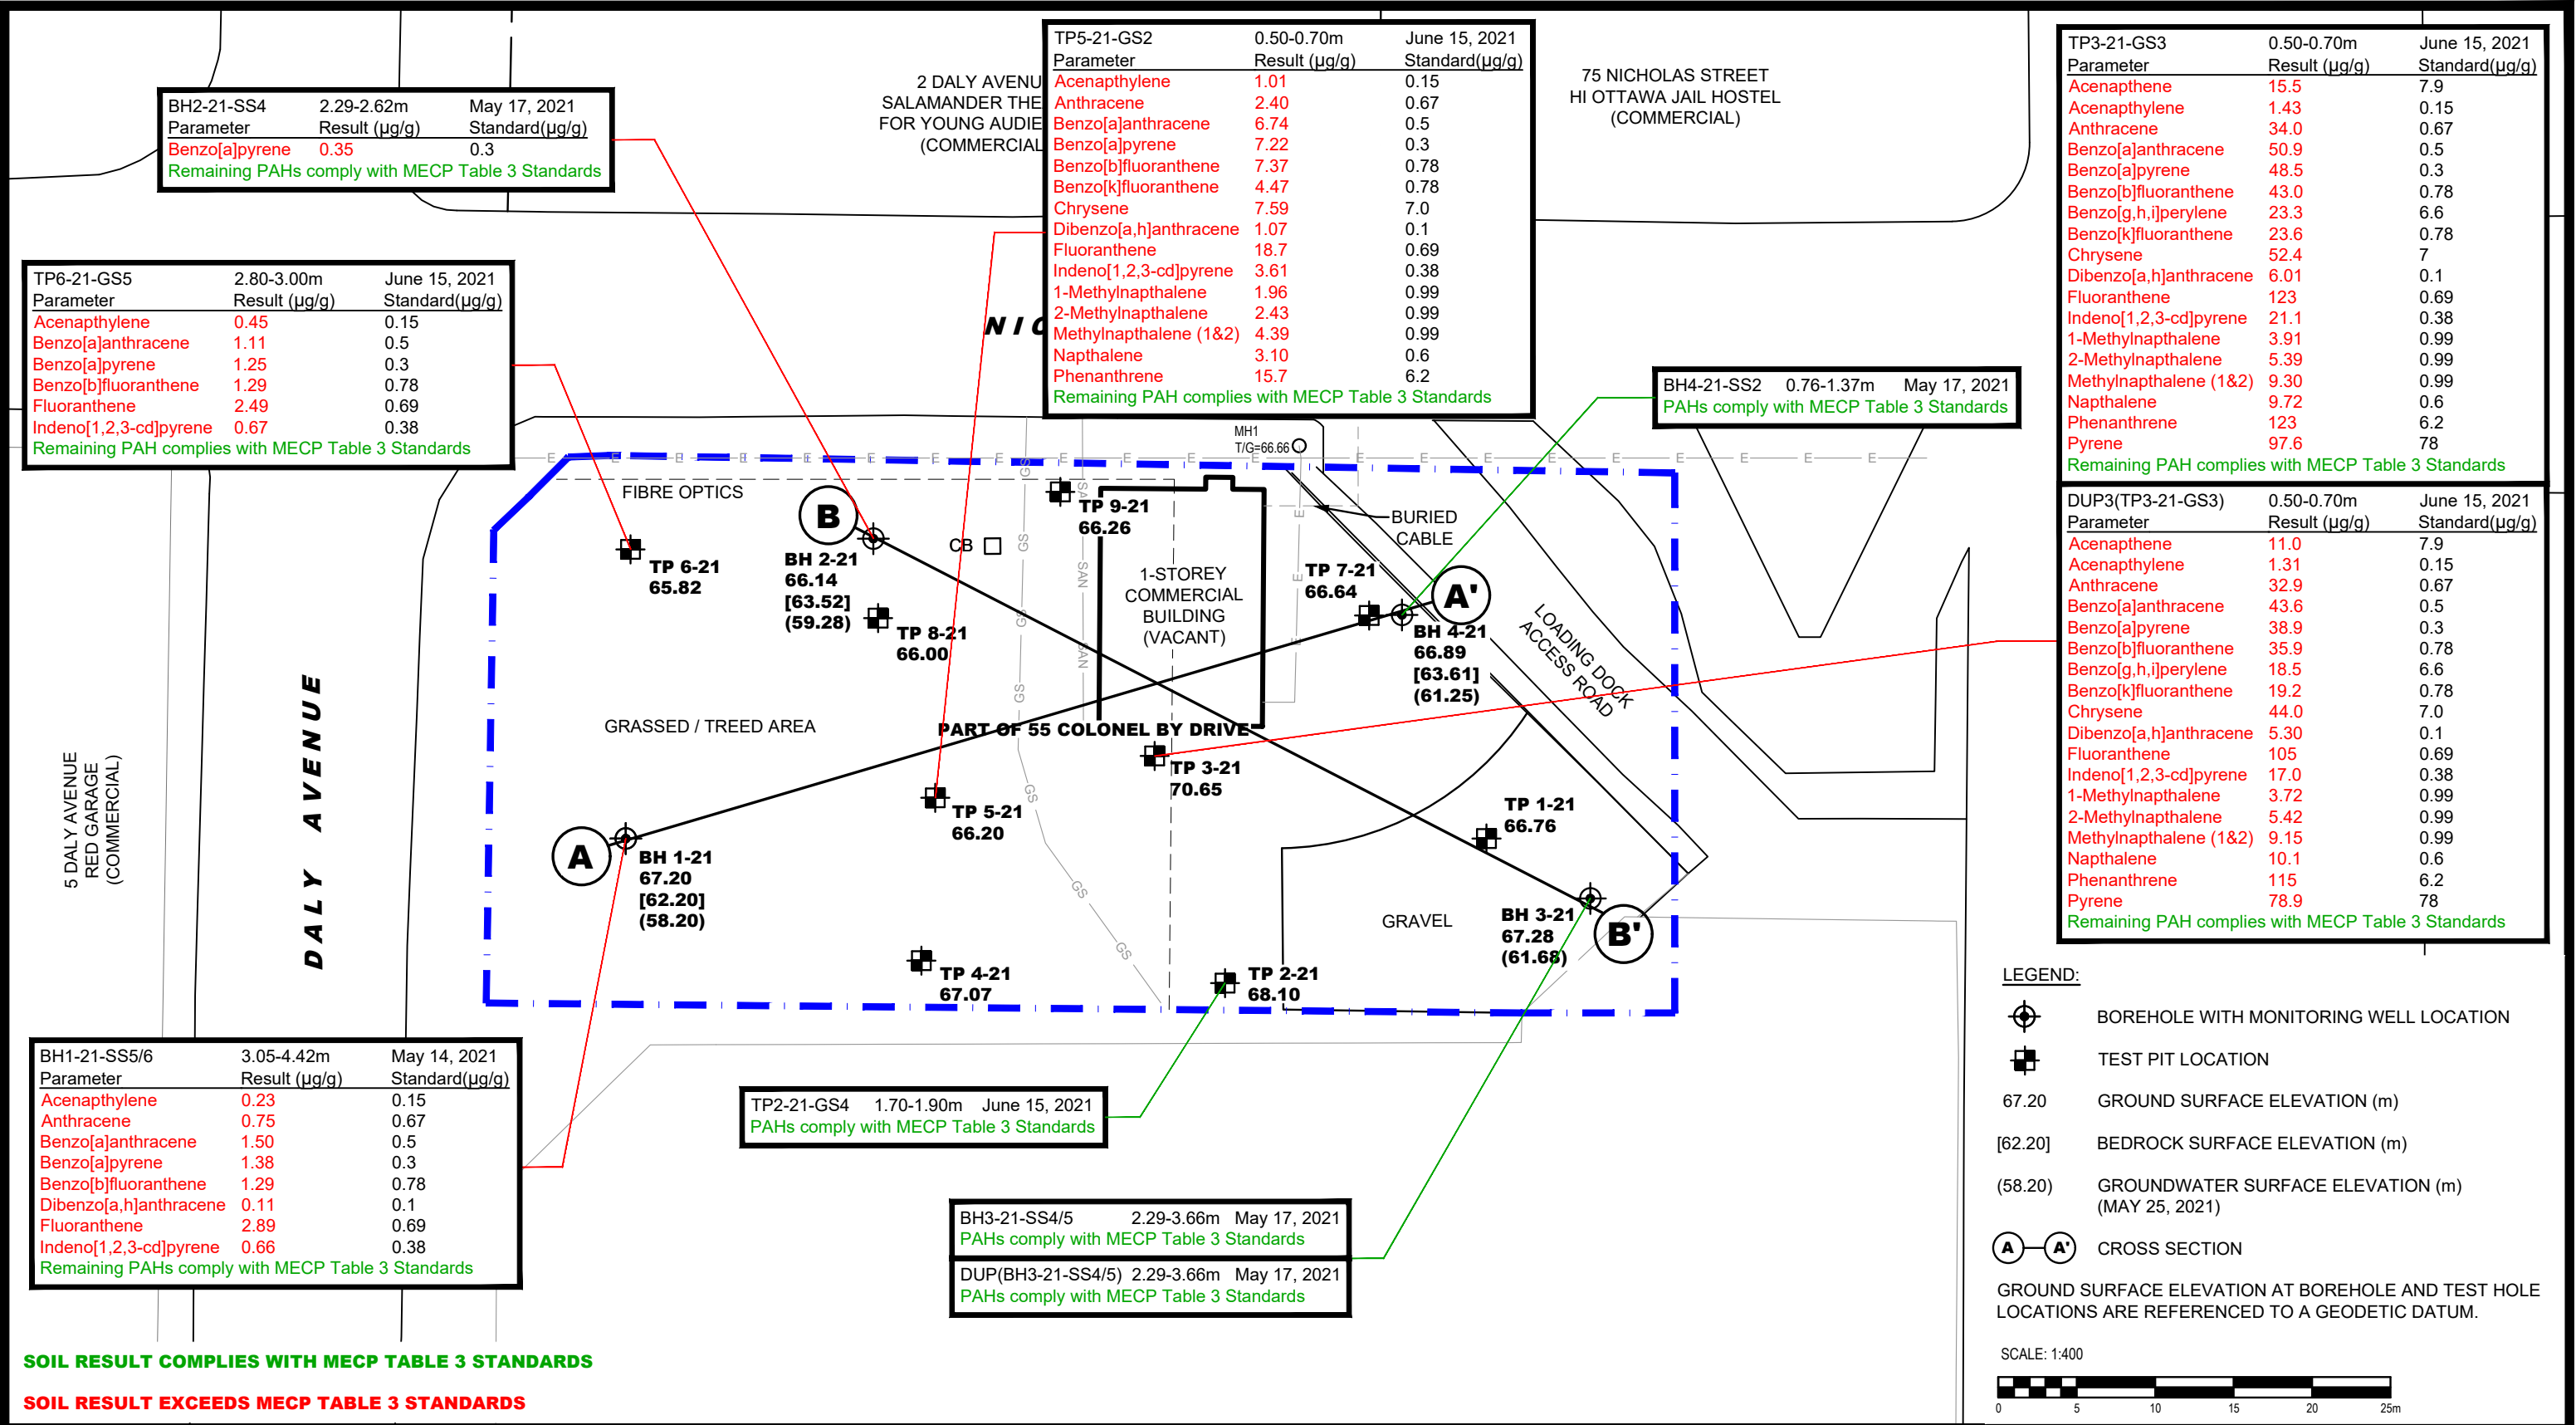 BH2-21-SS4 2.29-2.62m May 17, 2021
Parameter Result (µg/g) Standard(µg/g)
Benzo[a]pyrene 0.35 0.3
Remaining PAHs comply with MECP Table 3 Standards
TP6-21-GS5 2.80-3.00m June 15, 2021
Parameter Result (µg/g) Standard(µg/g)
Acenapthylene 0.45 0.15
Benzo[a]anthracene 1.11 0.5
Benzo[a]pyrene 1.25 0.3
Benzo[b]fluoranthene 1.29 0.78
Fluoranthene 2.49 0.69
Indeno[1,2,3-cd]pyrene 0.67 0.38
Remaining PAH complies with MECP Table 3 Standards
2 DALY AVENU
SALAMANDER THE
FOR YOUNG AUDIE
(COMMERCIAL
NIC
TP5-21-GS2 0.50-0.70m June 15, 2021
Parameter Result (µg/g) Standard(µg/g)
Acenapthylene 1.01 0.15
Anthracene 2.40 0.67
Benzo[a]anthracene 6.74 0.5
Benzo[a]pyrene 7.22 0.3
Benzo[b]fluoranthene 7.37 0.78
Benzo[k]fluoranthene 4.47 0.78
Chrysene 7.59 7.0
Dibenzo[a,h]anthracene 1.07 0.1
Fluoranthene 18.7 0.69
Indeno[1,2,3-cd]pyrene 3.61 0.38
1-Methylnapthalene 1.96 0.99
2-Methylnapthalene 2.43 0.99
Methylnapthalene (1&2) 4.39 0.99
Napthalene 3.10 0.6
Phenanthrene 15.7 6.2
Remaining PAH complies with MECP Table 3 Standards
75 NICHOLAS STREET
HI OTTAWA JAIL HOSTEL
(COMMERCIAL)
BH4-21-SS2 0.76-1.37m May 17, 2021
PAHs comply with MECP Table 3 Standards
TP3-21-GS3 0.50-0.70m June 15, 2021
Parameter Result (µg/g) Standard(µg/g)
Acenapthene 15.5 7.9
Acenapthylene 1.43 0.15
Anthracene 34.0 0.67
Benzo[a]anthracene 50.9 0.5
Benzo[a]pyrene 48.5 0.3
Benzo[b]fluoranthene 43.0 0.78
Benzo[g,h,i]perylene 23.3 6.6
Benzo[k]fluoranthene 23.6 0.78
Chrysene 52.4 7
Dibenzo[a,h]anthracene 6.01 0.1
Fluoranthene 123 0.69
Indeno[1,2,3-cd]pyrene 21.1 0.38
1-Methylnapthalene 3.91 0.99
2-Methylnapthalene 5.39 0.99
Methylnapthalene (1&2) 9.30 0.99
Napthalene 9.72 0.6
Phenanthrene 123 6.2
Pyrene 97.6 78
Remaining PAH complies with MECP Table 3 Standards
DUP3(TP3-21-GS3) 0.50-0.70m June 15, 2021
Parameter Result (µg/g) Standard(µg/g)
Acenapthene 11.0 7.9
Acenapthylene 1.31 0.15
Anthracene 32.9 0.67
Benzo[a]anthracene 43.6 0.5
Benzo[a]pyrene 38.9 0.3
Benzo[b]fluoranthene 35.9 0.78
Benzo[g,h,i]perylene 18.5 6.6
Benzo[k]fluoranthene 19.2 0.78
Chrysene 44.0 7.0
Dibenzo[a,h]anthracene 5.30 0.1
Fluoranthene 105 0.69
Indeno[1,2,3-cd]pyrene 17.0 0.38
1-Methylnapthalene 3.72 0.99
2-Methylnapthalene 5.42 0.99
Methylnapthalene (1&2) 9.15 0.99
Napthalene 10.1 0.6
Phenanthrene 115 6.2
Pyrene 78.9 78
Remaining PAH complies with MECP Table 3 Standards
MH1
T/G=66.66
E E E E E E E E E E E E E E E E E E E E E E
FIBRE OPTICS
B
BH 2-21
66.14
[63.52]
(59.28)
TP 6-21
65.82
CB
TP 9-21
66.26
TP 8-21
66.00
1-STOREY
COMMERCIAL
BUILDING
(VACANT)
BURIED
CABLE
TP 7-21
66.64
A'
BH 4-21
66.89
[63.61]
(61.25)
LOADING DOCK
ACCESS ROAD
GS GS GS GS GS GS GS
SAN SAN SAN
E E E
GRASSED / TREED AREA
PART OF 55 COLONEL BY DRIVE
TP 3-21
70.65
TP 5-21
66.20
TP 1-21
66.76
A
BH 1-21
67.20
[62.20]
(58.20)
GRAVEL
BH 3-21
67.28
(61.68)
B'
TP 4-21
67.07
TP 2-21
68.10
DALY AVENUE
5 DALY AVENUE
RED GARAGE
(COMMERCIAL)
BH1-21-SS5/6 3.05-4.42m May 14, 2021
Parameter Result (µg/g) Standard(µg/g)
Acenapthylene 0.23 0.15
Anthracene 0.75 0.67
Benzo[a]anthracene 1.50 0.5
Benzo[a]pyrene 1.38 0.3
Benzo[b]fluoranthene 1.29 0.78
Dibenzo[a,h]anthracene 0.11 0.1
Fluoranthene 2.89 0.69
Indeno[1,2,3-cd]pyrene 0.66 0.38
Remaining PAHs comply with MECP Table 3 Standards
TP2-21-GS4 1.70-1.90m June 15, 2021
PAHs comply with MECP Table 3 Standards
BH3-21-SS4/5 2.29-3.66m May 17, 2021
PAHs comply with MECP Table 3 Standards
DUP(BH3-21-SS4/5) 2.29-3.66m May 17, 2021
PAHs comply with MECP Table 3 Standards
SOIL RESULT COMPLIES WITH MECP TABLE 3 STANDARDS
SOIL RESULT EXCEEDS MECP TABLE 3 STANDARDS
LEGEND:
BOREHOLE WITH MONITORING WELL LOCATION
TEST PIT LOCATION
67.20 GROUND SURFACE ELEVATION (m)
[62.20] BEDROCK SURFACE ELEVATION (m)
(58.20) GROUNDWATER SURFACE ELEVATION (m)
(MAY 25, 2021)
A A' CROSS SECTION
GROUND SURFACE ELEVATION AT BOREHOLE AND TEST HOLE
LOCATIONS ARE REFERENCED TO A GEODETIC DATUM.
SCALE: 1:400
0 5 10 15 20 25m